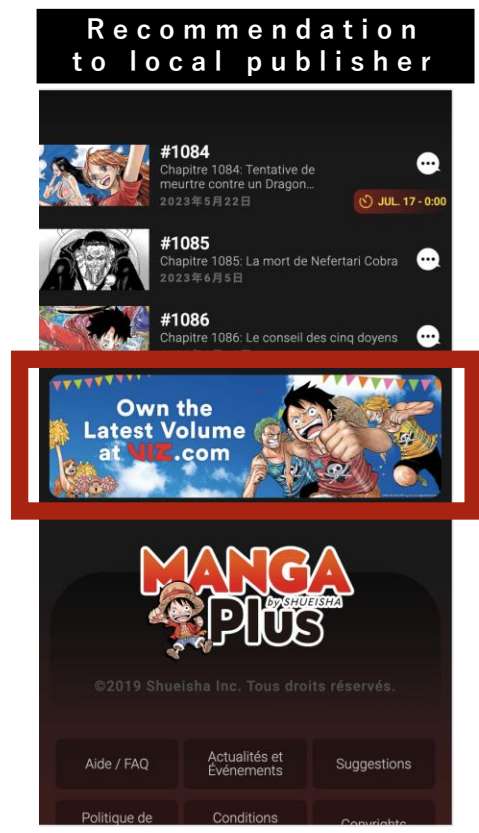 Recommendation
to local publisher
#1084
Chapitre 1084: Tentative de
meurtre contre un Dragon...
2023年5月22日
JUL. 17 - 0:00
#1085
Chapitre 1085: La mort de Nefertari Cobra
2023年6月5日
#1086
Chapitre 1086: Le conseil des cinq doyens
Own the
Latest Volume
at VIZ.com
MANGA
by SHUEISHA
Plus
©2019 Shueisha Inc. Tous droits réservés.
Aide / FAQ
Actualités et
Événements
Suggestions
Politique de
Conditions
Copyrights